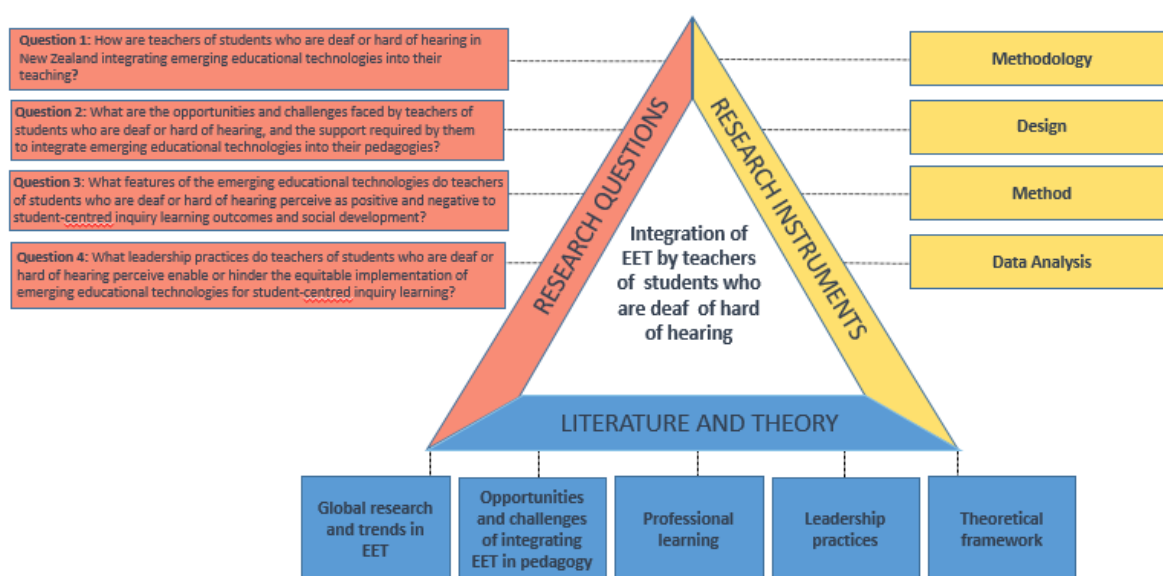 Question 1: How are teachers of students who are deaf or hard of hearing in
New Zealand integrating emerging educational technologies into their
teaching?
Question 2: What are the opportunities and challenges faced by teachers of
students who are deaf or hard of hearing, and the support required by them
to integrate emerging educational technologies into their pedagogies?
Question 3: What features of the emerging educational technologies do teachers
of students who are deaf or hard of hearing perceive as positive and negative to
student-centred inquiry learning outcomes and social development?
Question 4: What leadership practices do teachers of students who are deaf or
hard of hearing perceive enable or hinder the equitable implementation of
emerging educational technologies for student-centred inquiry learning?
RESEARCH QUESTIONS
Integration of
EET by teachers
of students who
are deaf of hard
of hearing
RESEARCH INSTRUMENTS
Methodology
Design
Method
Data Analysis
LITERATURE AND THEORY
Global research
and trends in
EET
Opportunities
and challenges
of integrating
EET in pedagogy
Professional
learning
Leadership
practices
Theoretical
framework